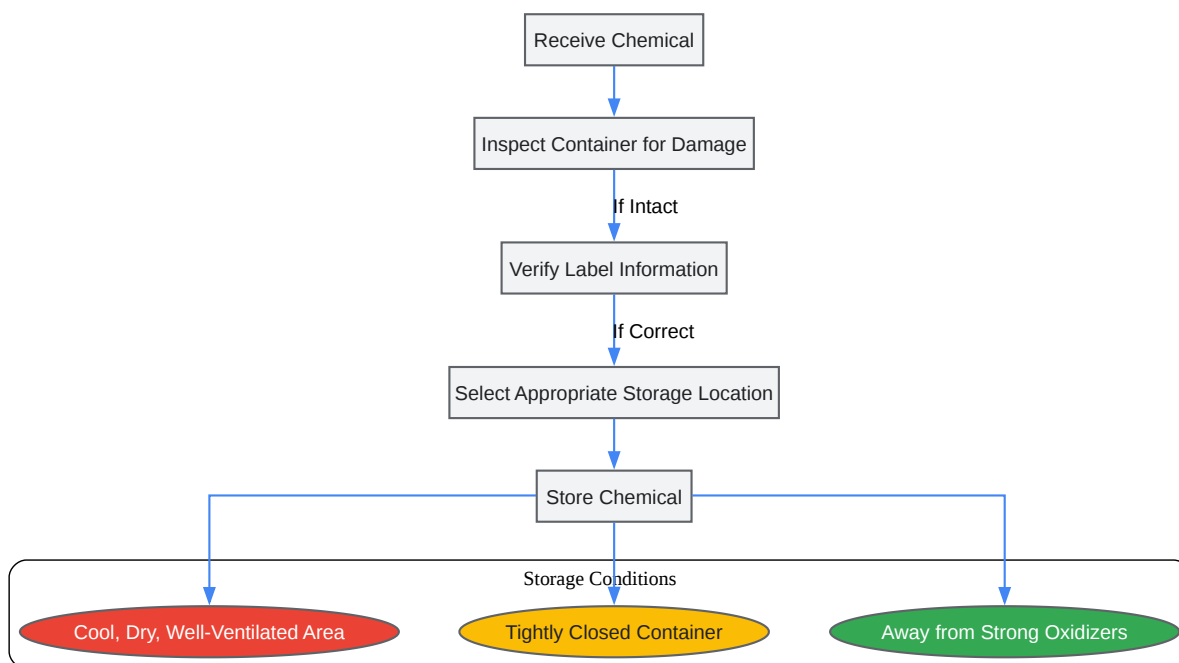 Receive Chemical
Inspect Container for Damage
If Intact
Verify Label Information
If Correct
Select Appropriate Storage Location
Store Chemical
Storage Conditions
Cool, Dry, Well-Ventilated Area
Tightly Closed Container
Away from Strong Oxidizers